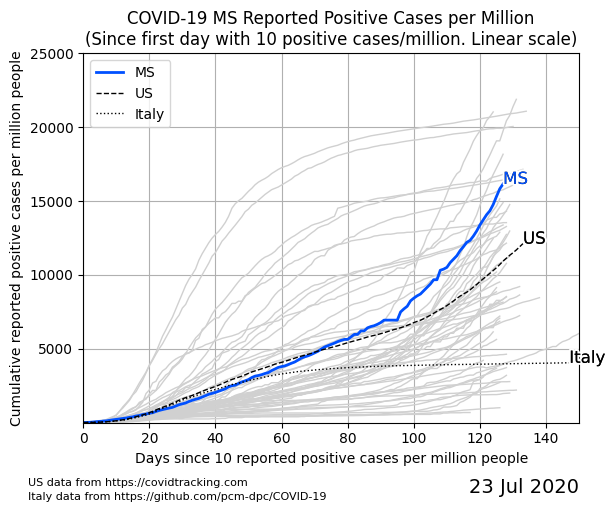 COVID-19 MS Reported Positive Cases per Million
(Since first day with 10 positive cases/million. Linear scale)
Cumulative reported positive cases per million people
25000
20000
15000
10000
5000
MS
US
Italy
MS
US
Italy
0
20
40
60
80
100
120
140
Days since 10 reported positive cases per million people
US data from https://covidtracking.com
Italy data from https://github.com/pcm-dpc/COVID-19
23 Jul 2020